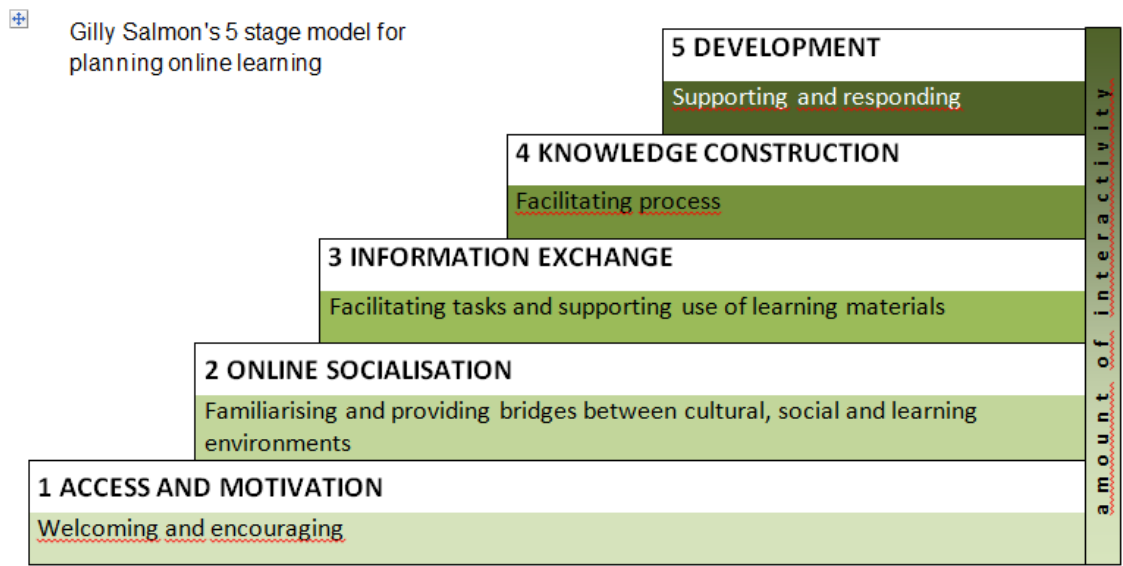 Gilly Salmon's 5 stage model for
planning online learning
5 DEVELOPMENT
Supporting and responding
4 KNOWLEDGE CONSTRUCTION
Facilitating process
3 INFORMATION EXCHANGE
Facilitating tasks and supporting use of learning materials
2 ONLINE SOCIALISATION
Familiarising and providing bridges between cultural, social and learning
environments
1 ACCESS AND MOTIVATION
Welcoming and encouraging
amount of interactivity